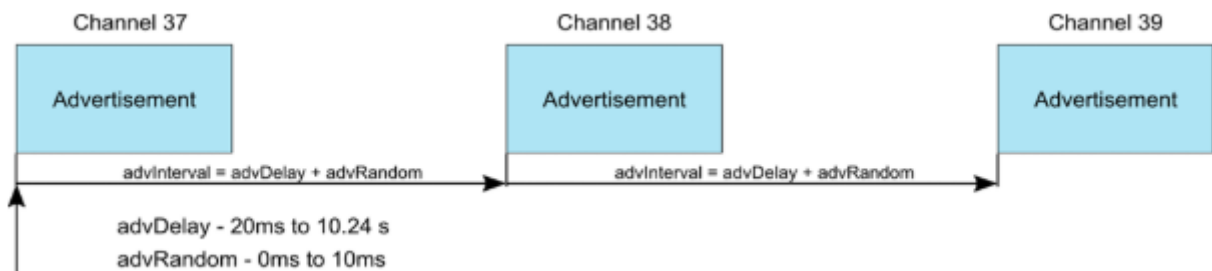 Channel 37
Channel 38
Channel 39
Advertisement
Advertisement
Advertisement
advInterval = advDelay + advRandom
advInterval = advDelay + advRandom
advDelay - 20ms to 10.24 s
advRandom - 0ms to 10ms